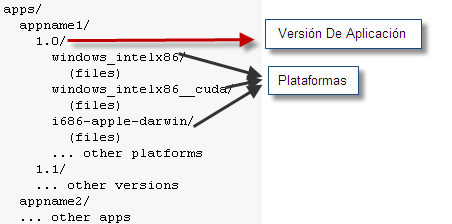 apps/
appname1/
1.0/
windows_intelx86/
(files)
windows_intelx86__cuda/
(files)
i686-apple-darwin/
(files)
... other platforms
1.1/
... other versions
appname2/
... other apps
Versión De Aplicación
Plataformas